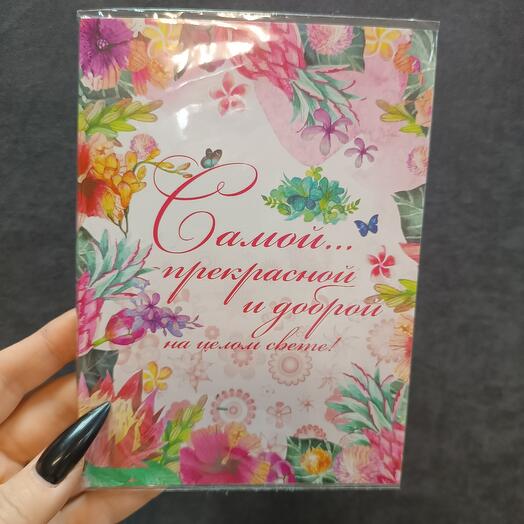 Самой...
прекрасной
и доброй
на целом свете!